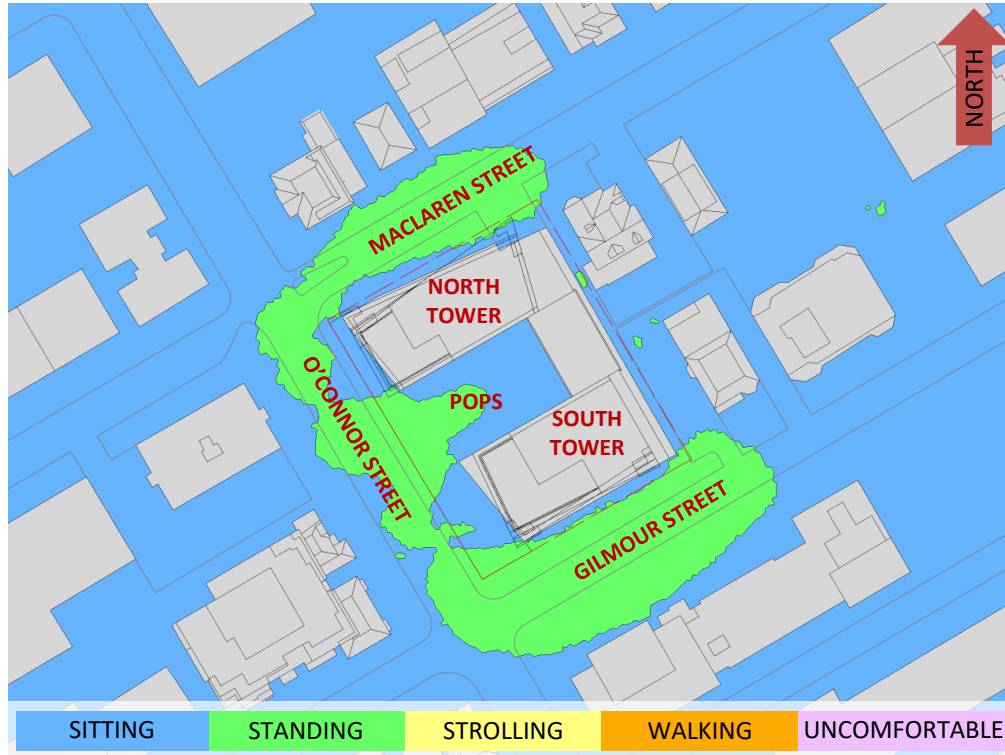 NORTH
MACLAREN STREET
NORTH
TOWER
O'CONNOR STREET
POPS
SOUTH
TOWER
GILMOUR STREET
SITTING
STANDING
STROLLING
WALKING
UNCOMFORTABLE